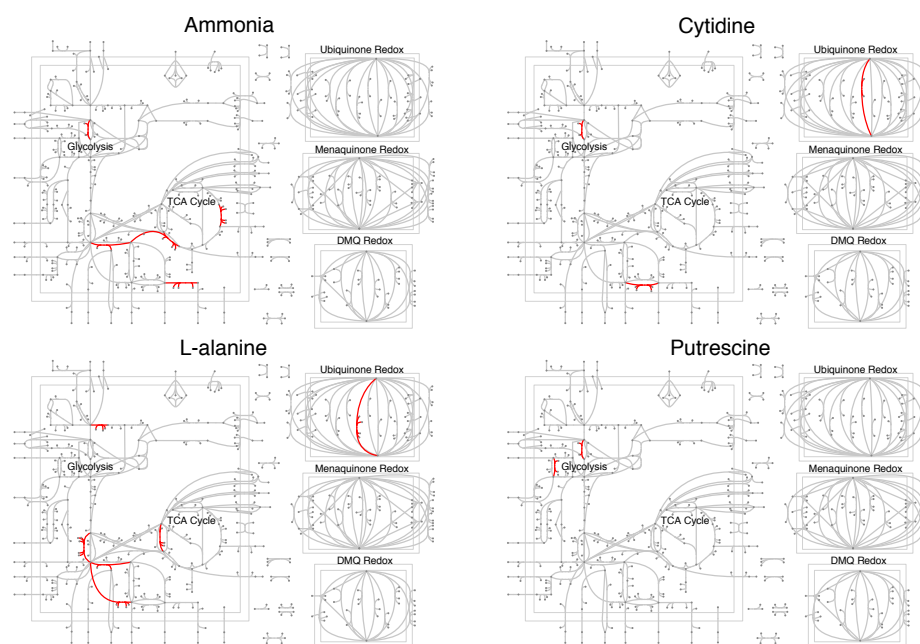 Ammonia
Ubiquinone Redox
Glycolysis
Menaquinone Redox
TCA Cycle
DMQ Redox
Cytidine
Ubiquinone Redox
Glycolysis
Menaquinone Redox
TCA Cycle
DMQ Redox
L-alanine
Ubiquinone Redox
Glycolysis
Menaquinone Redox
TCA Cycle
DMQ Redox
Putrescine
Ubiquinone Redox
Glycolysis
Menaquinone Redox
TCA Cycle
DMQ Redox